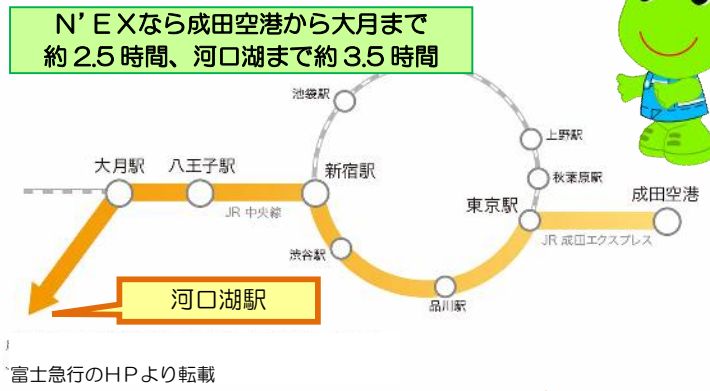 N’EXなら成田空港から大月まで
約2.5時間、河口湖まで約3.5時間
池袋駅
上野駅
大月駅
八王子駅
新宿駅
秋葉原駅
成田空港
東京駅
JR 中央線
JR 成田エクスプレス
渋谷駅
河口湖駅
品川駅
富士急行のHPより転載